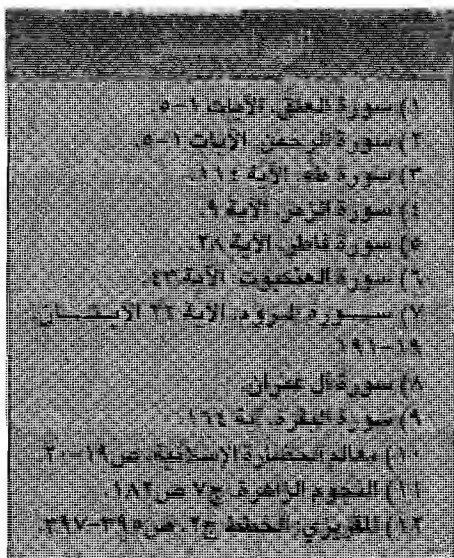 ١) سورة العلق، الآيات ١-٥.
٢) سورة الرحمن، الآيات ١-٥.
٣) سورة طه، الآية ١١٤.
٤) سورة الزمر، الآية ٩.
٥) سورة فاطر، الآية ٢٨.
٦) سورة العنكبوت، الآية ٤٣.
٧) ســـورة الـروم، الآية ٢٢
١٩-١٩١.
٨) سورة آل عمران
٩) سورة البقرة، آية ١٦٤.
١٠) معالم الحضارة الإسلامية، ص١٩-٢٠.
١١) النجوم الزاهرة، ج٧ ص١٨٢.
١٢) المقريزي: الخطط ج٢، ص٣٩٥-٣٩٧.